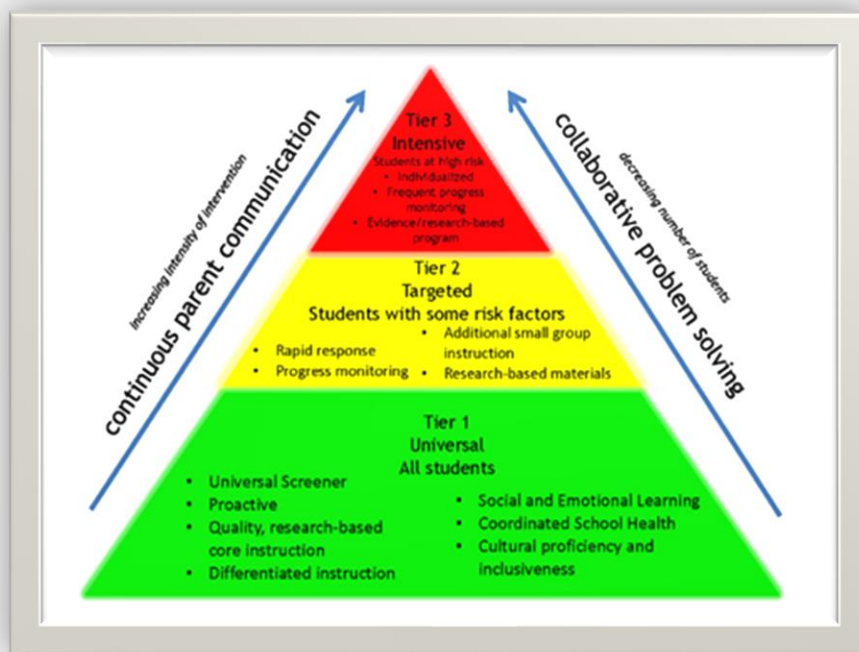 continuous parent communication
increasing intensity of intervention
collaborative problem solving
decreasing number of students
Tier 3
Intensive
Students at high risk
• Individualized
• Frequent progress
monitoring
• Evidence/research-based
program
Tier 2
Targeted
Students with some risk factors
• Rapid response
• Progress monitoring
• Additional small group
instruction
• Research-based materials
Tier 1
Universal
All students
• Universal Screener
• Proactive
• Quality, research-based
core instruction
• Differentiated instruction
• Social and Emotional Learning
• Coordinated School Health
• Cultural proficiency and
inclusiveness